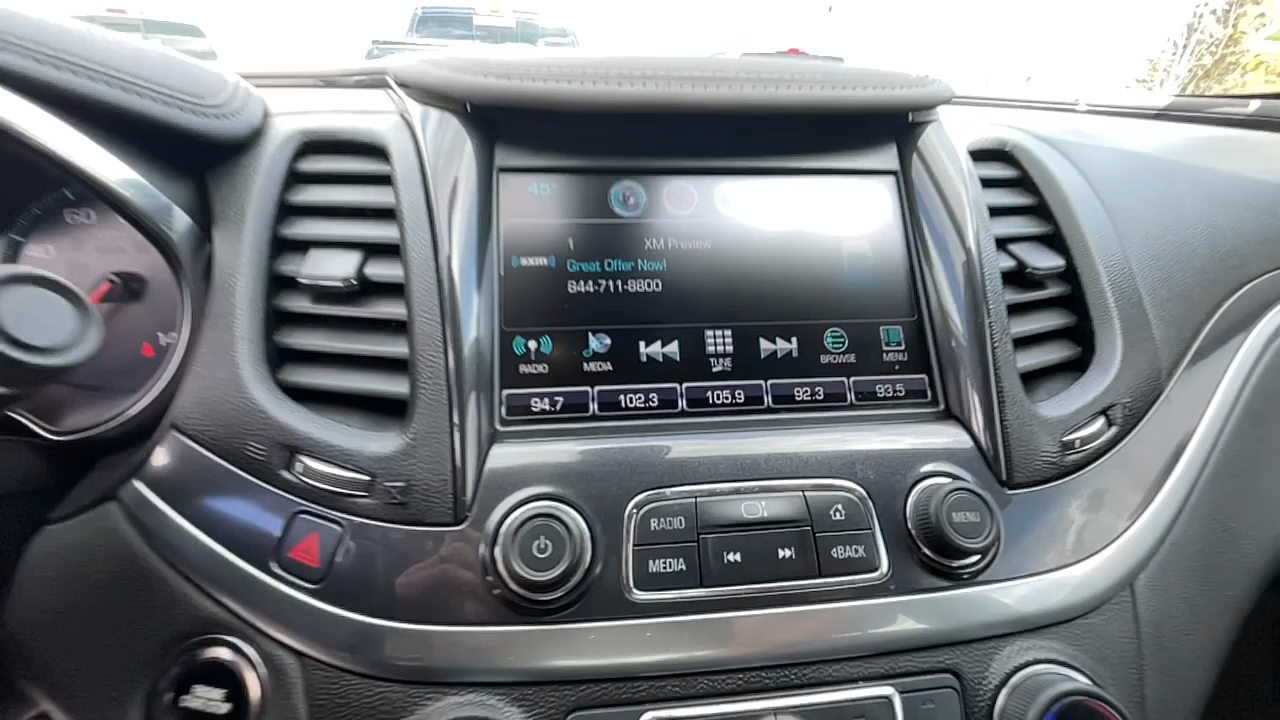 45°
1 XM Preview
((sxm))
Great Offer Now!
844-711-8800
RADIO MEDIA TUNE BROWSE MENU
94.7 102.3 105.9 92.3 93.5
60
40
RADIO
MENU
MEDIA
BACK